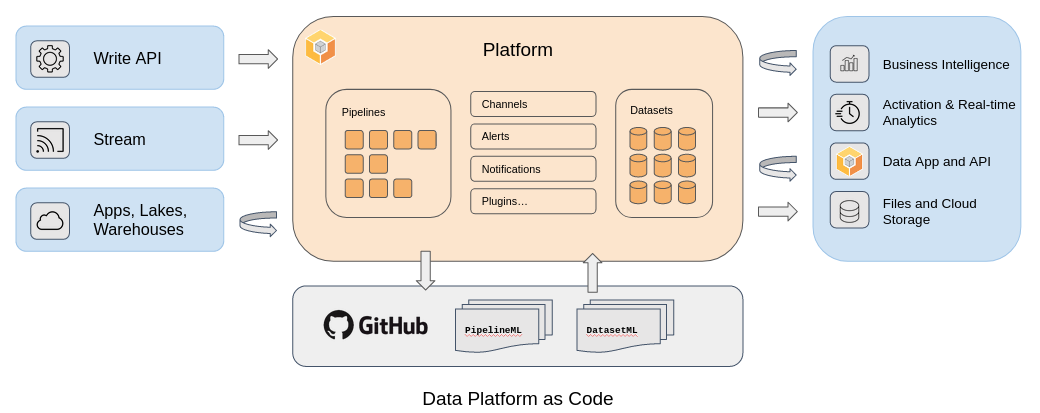 Write API
Stream
Apps, Lakes,
Warehouses
Platform
Pipelines
Channels
Alerts
Notifications
Plugins…
Datasets
Business Intelligence
Activation & Real-time
Analytics
Data App and API
Files and Cloud
Storage
GitHub
PipelineML
DatasetML
Data Platform as Code